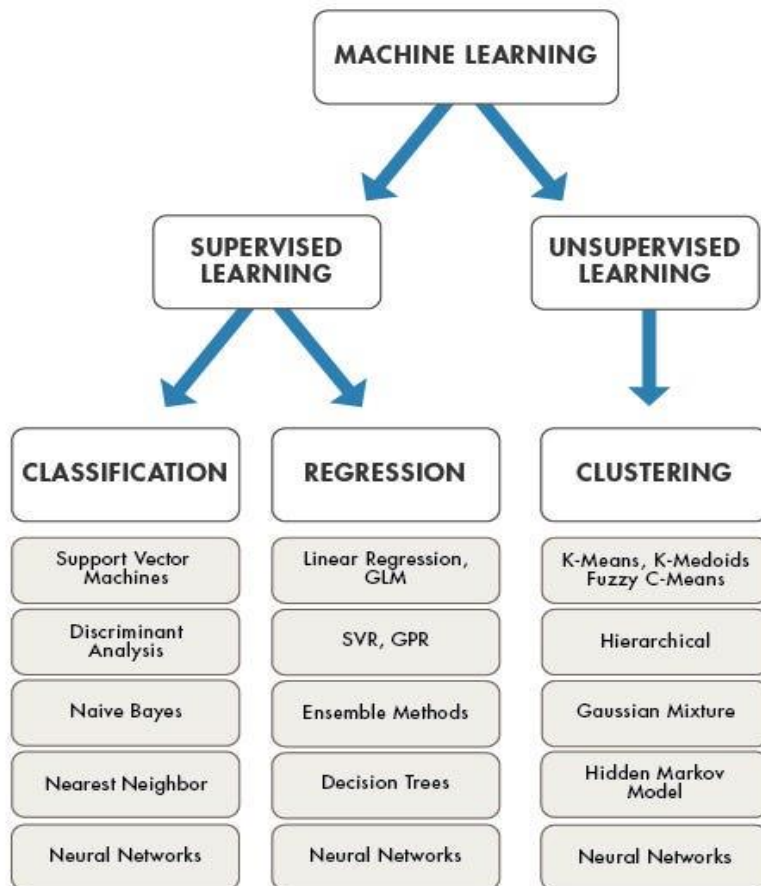 MACHINE LEARNING
SUPERVISED
LEARNING
UNSUPERVISED
LEARNING
CLASSIFICATION
Support Vector
Machines
Discriminant
Analysis
Naive Bayes
Nearest Neighbor
Neural Networks
REGRESSION
Linear Regression,
GLM
SVR, GPR
Ensemble Methods
Decision Trees
Neural Networks
CLUSTERING
K-Means, K-Medoids
Fuzzy C-Means
Hierarchical
Gaussian Mixture
Hidden Markov
Model
Neural Networks